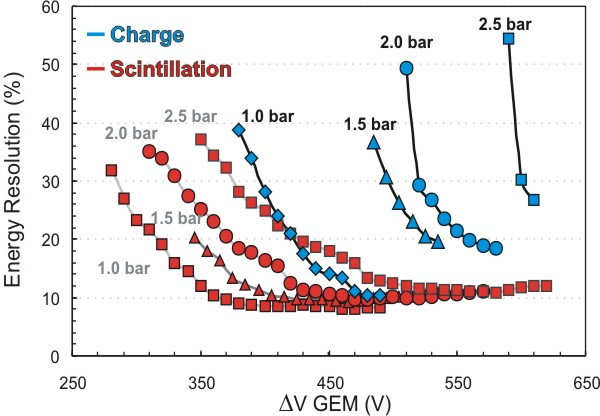 60
50
40
30
20
10
0
Energy Resolution (%)
Charge
Scintillation
2.5 bar
2.0 bar
2.5 bar
1.0 bar
1.5 bar
2.0 bar
1.5 bar
1.0 bar
250 350 450 550 650
ΔV GEM (V)